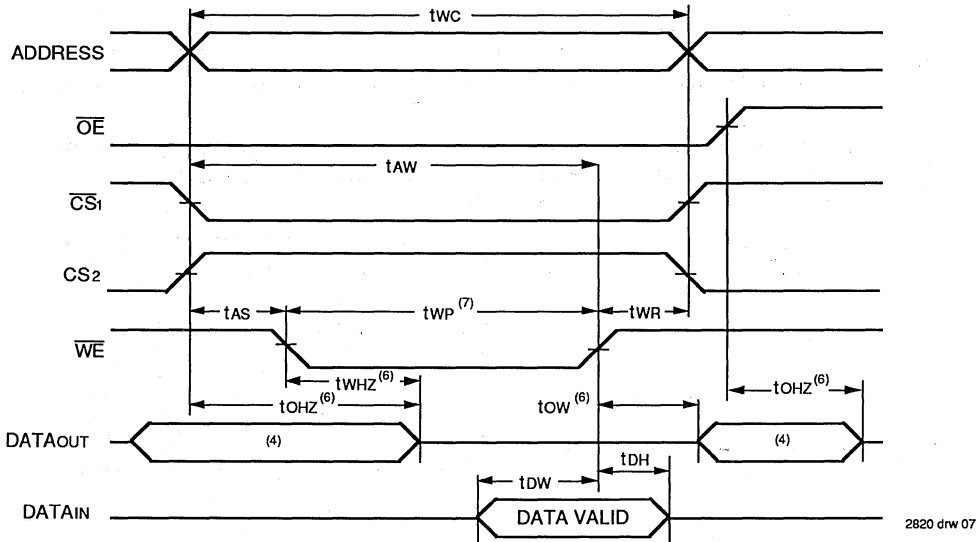 tWC
ADDRESS
OE
tAW
CS1
CS2
tAS tWP (7) tWR
WE
tWHZ (6) tOHZ (6)
tOHZ (6) tOW (6)
DATAOUT (4) (4)
tDH
tDW
DATAIN DATA VALID
2820 drw 07